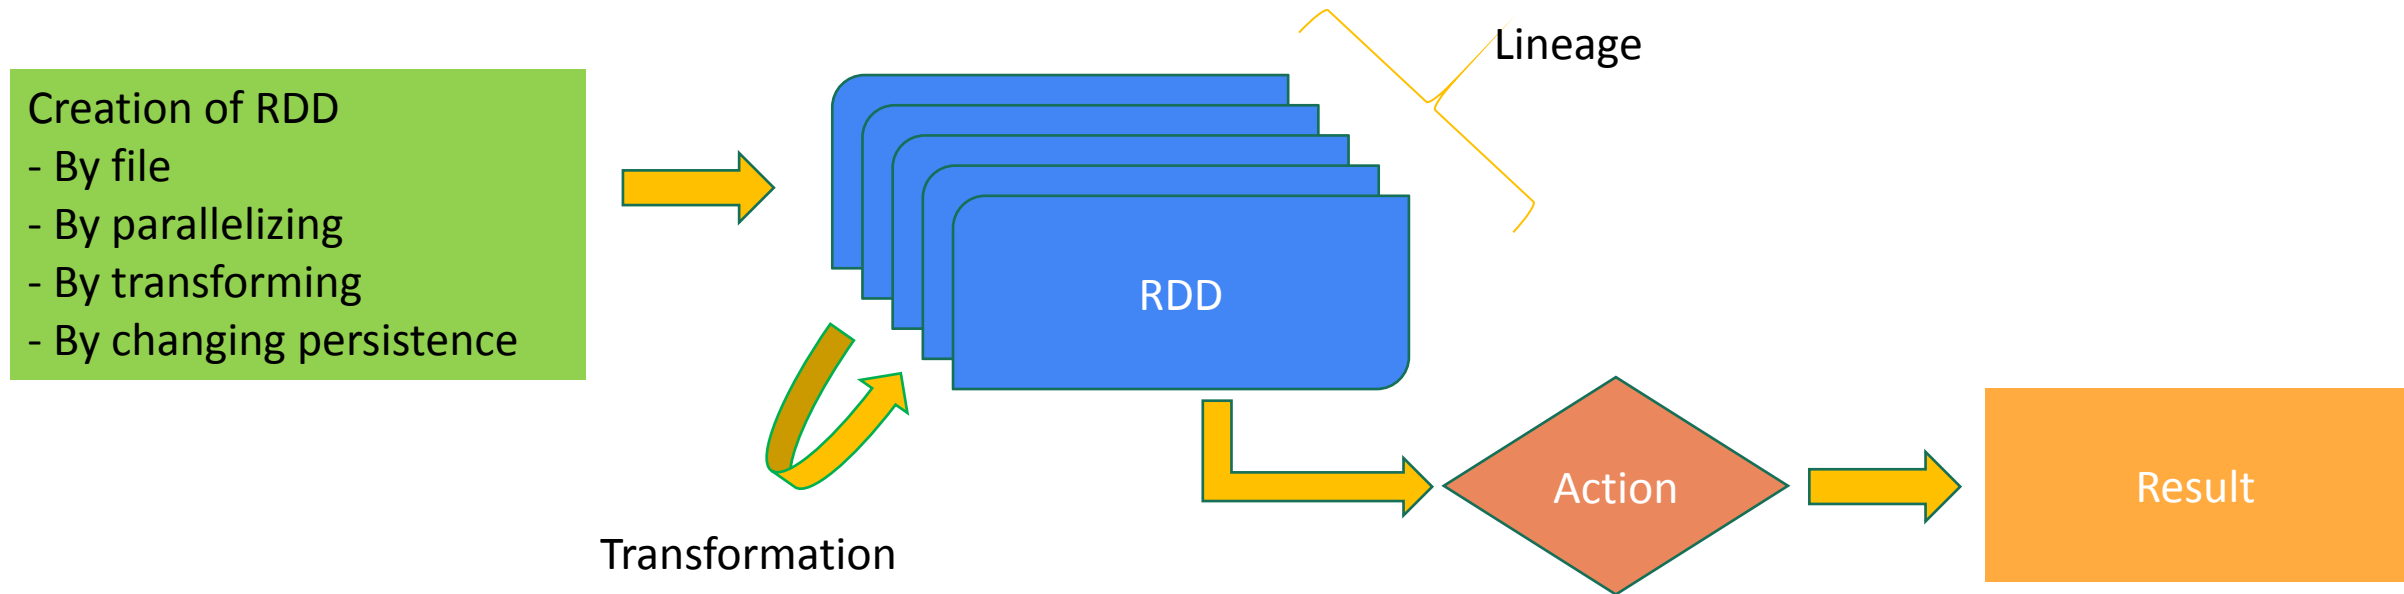 Creation of RDD
- By file
- By parallelizing
- By transforming
- By changing persistence
Lineage
RDD
Transformation
Action
Result